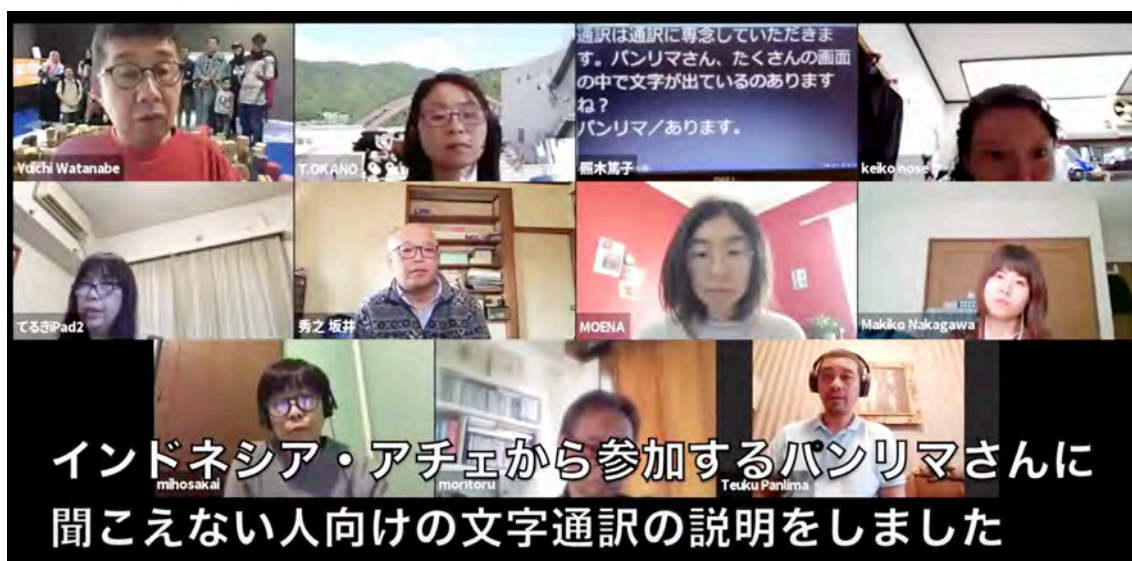 通訳は通訳に専念していただきま
す。パンリマさん、たくさんの画面
の中で文字が出ているのあります
ね？
パンリマ／あります。
Yuichi Watanabe
T.OKANO
照木篤子
keiko nose
てるきiPad2
秀之 坂井
MOENA
Makiko Nakagawa
mihosakai
moritoru
Teuku Panlima
インドネシア・アチェから参加するパンリマさんに
聞こえない人向けの文字通訳の説明をしました